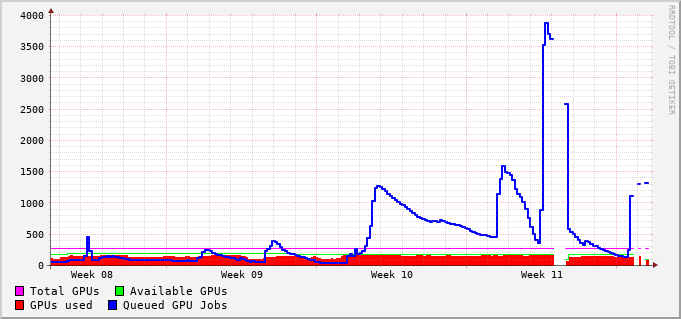 4000
3500
3000
2500
2000
1500
1000
500
0
Week 08 Week 09 Week 10 Week 11
Total GPUs Available GPUs
GPUs used Queued GPU Jobs
RRDTOOL / TOBI OETIKER